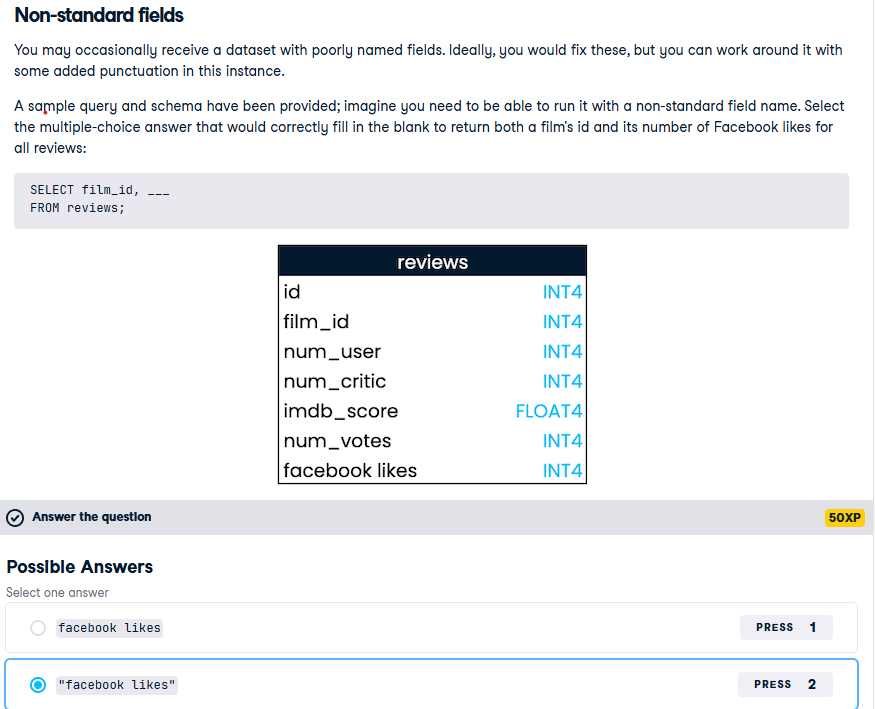 Non-standard fields
You may occasionally receive a dataset with poorly named fields. Ideally, you would fix these, but you can work around it with
some added punctuation in this instance.
A sample query and schema have been provided; imagine you need to be able to run it with a non-standard field name. Select
the multiple-choice answer that would correctly fill in the blank to return both a film's id and its number of Facebook likes for
all reviews:
SELECT film_id, ___
FROM reviews;
reviews
id INT4
film_id INT4
num_user INT4
num_critic INT4
imdb_score FLOAT4
num_votes INT4
facebook likes INT4
Answer the question 50XP
Possible Answers
Select one answer
facebook likes PRESS 1
"facebook likes" PRESS 2